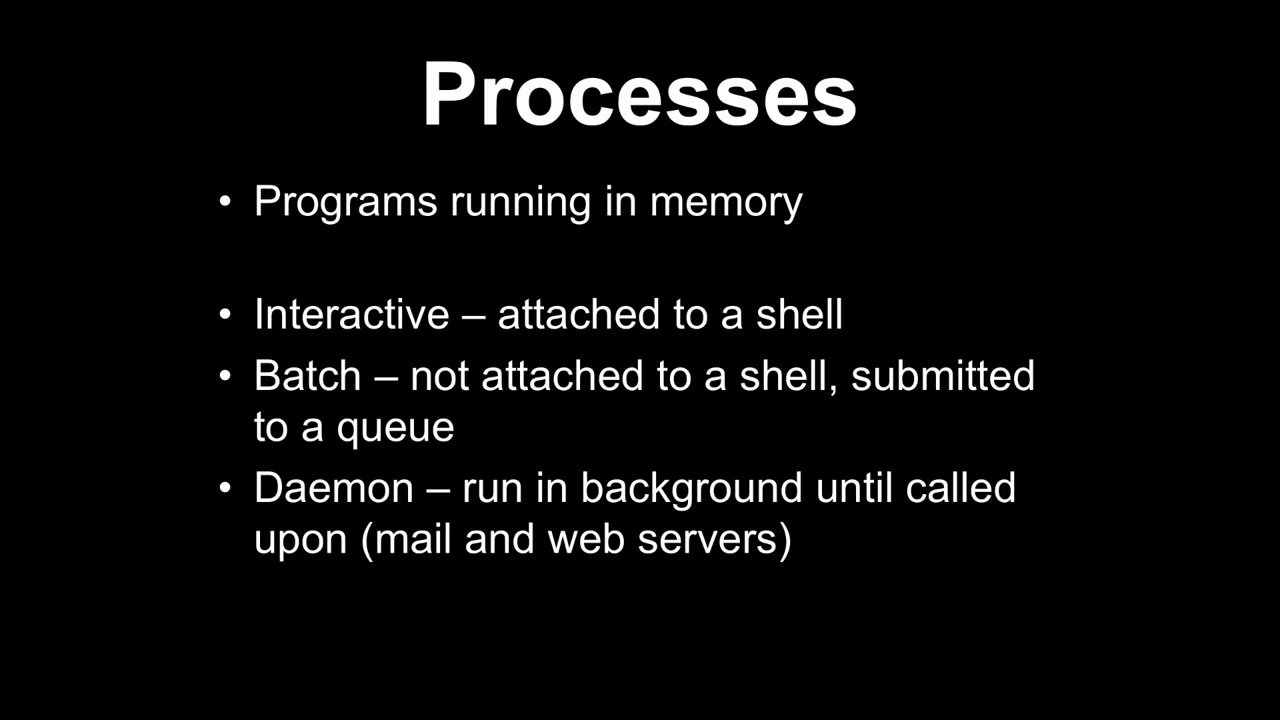 Processes
• Programs running in memory
• Interactive – attached to a shell
• Batch – not attached to a shell, submitted
to a queue
• Daemon – run in background until called
upon (mail and web servers)